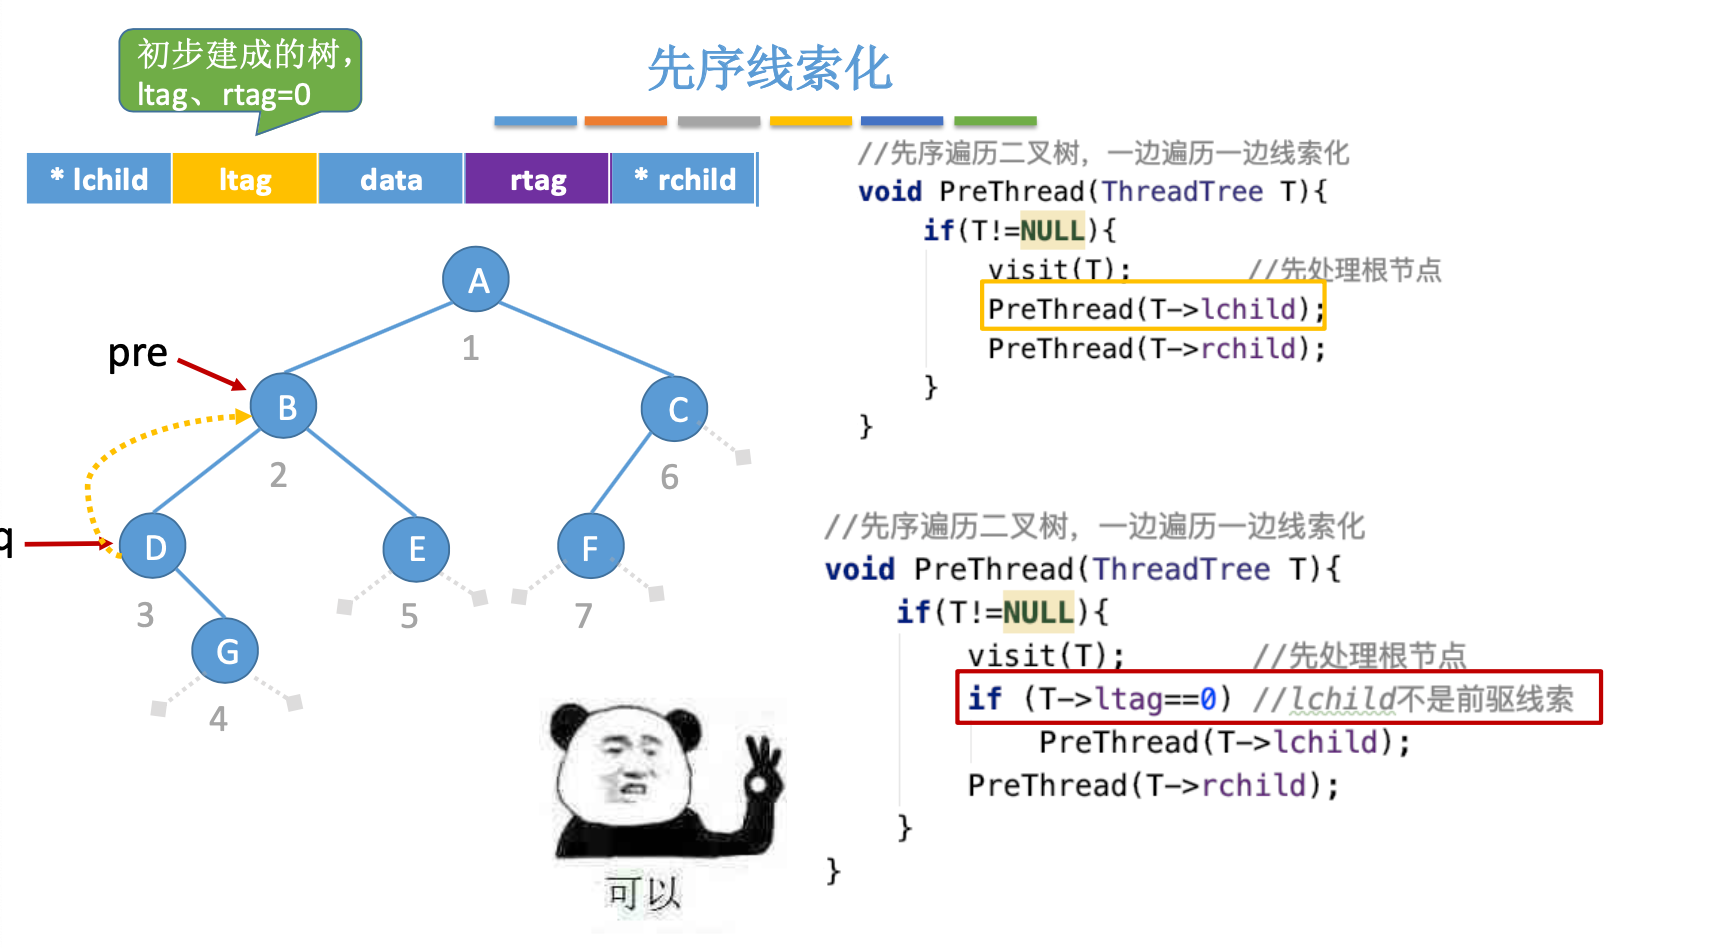 初步建成的树，
ltag、rtag=0
先序线索化
* lchild
ltag
data
rtag
* rchild
//先序遍历二叉树，一边遍历一边线索化
void PreThread(ThreadTree T){
if(T!=NULL){
visit(T); //先处理根节点
PreThread(T->lchild);
PreThread(T->rchild);
}
}
A
1
pre
B
2
C
6
q
D
3
E
5
F
7
G
4
//先序遍历二叉树，一边遍历一边线索化
void PreThread(ThreadTree T){
if(T!=NULL){
visit(T); //先处理根节点
if (T->ltag==0) //lchild不是前驱线索
PreThread(T->lchild);
PreThread(T->rchild);
}
}
可以